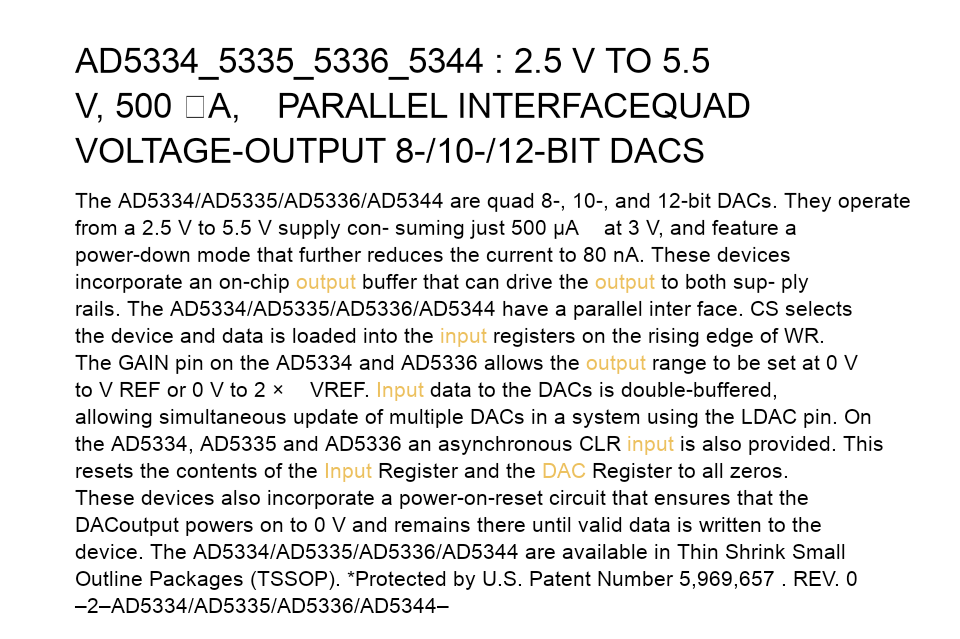 AD5334_5335_5336_5344 : 2.5 V TO 5.5
V, 500 □A, PARALLEL INTERFACEQUAD
VOLTAGE-OUTPUT 8-/10-/12-BIT DACS
The AD5334/AD5335/AD5336/AD5344 are quad 8-, 10-, and 12-bit DACs. They operate
from a 2.5 V to 5.5 V supply con- suming just 500 µA at 3 V, and feature a
power-down mode that further reduces the current to 80 nA. These devices
incorporate an on-chip output buffer that can drive the output to both sup- ply
rails. The AD5334/AD5335/AD5336/AD5344 have a parallel inter face. CS selects
the device and data is loaded into the input registers on the rising edge of WR.
The GAIN pin on the AD5334 and AD5336 allows the output range to be set at 0 V
to V REF or 0 V to 2 × VREF. Input data to the DACs is double-buffered,
allowing simultaneous update of multiple DACs in a system using the LDAC pin. On
the AD5334, AD5335 and AD5336 an asynchronous CLR input is also provided. This
resets the contents of the Input Register and the DAC Register to all zeros.
These devices also incorporate a power-on-reset circuit that ensures that the
DACoutput powers on to 0 V and remains there until valid data is written to the
device. The AD5334/AD5335/AD5336/AD5344 are available in Thin Shrink Small
Outline Packages (TSSOP). *Protected by U.S. Patent Number 5,969,657 . REV. 0
–2–AD5334/AD5335/AD5336/AD5344–